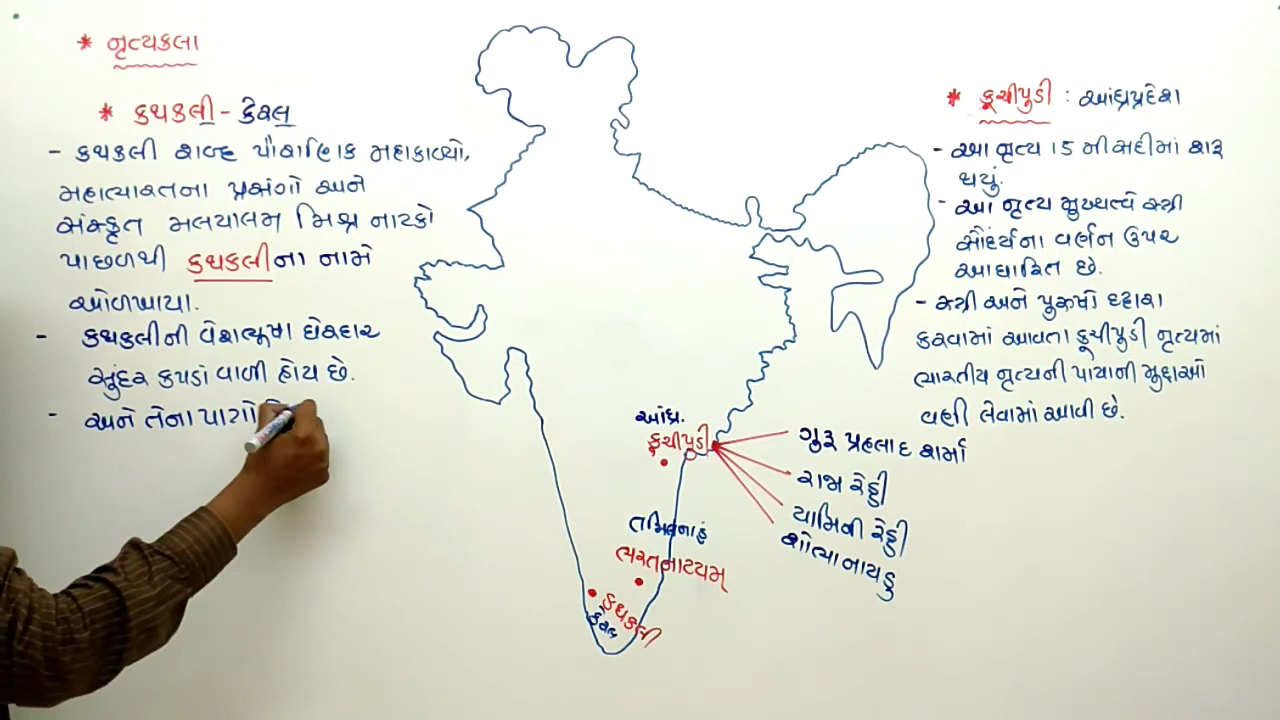 * નૃત્યકલા
* કથકલી - કેરલ
- કથકલી શબ્દ પૌરાણિક મહાકાવ્યો,
મહાભારતના પ્રસંગો અને
સંસ્કૃત મલયાલમ મિશ્ર નાટકો
પાછળથી કથકલીના નામે
ઓળખાયા.
- કથકલીની વેશભૂષા ઘેરદાર
સુંદર કપડાં વાળી હોય છે.
- અને તેના પાત્રો
* કૂચીપુડી : આંધ્રપ્રદેશ
- આ નૃત્ય 15 મી સદીમાં શરૂ
થયું.
- આ નૃત્ય મુખ્યત્વે સ્ત્રી
સૌંદર્યના વર્ણન ઉપર
આધારિત છે.
- સ્ત્રી અને પુરુષો દ્વારા
કરવામાં આવતા કૂચીપુડી નૃત્યમાં
ભારતીય નૃત્યની પાયાની મુદ્રાઓ
વણી લેવામાં આવી છે.
આંધ્ર.
કુચીપુડી
ગુરૂ પ્રહલાદ શર્મા
રાજા રેડ્ડી
યામિની રેડ્ડી
શોભા નાયડુ
તમિલનાડું
ભરતનાટ્યમ્
કથકલી
કેરલ